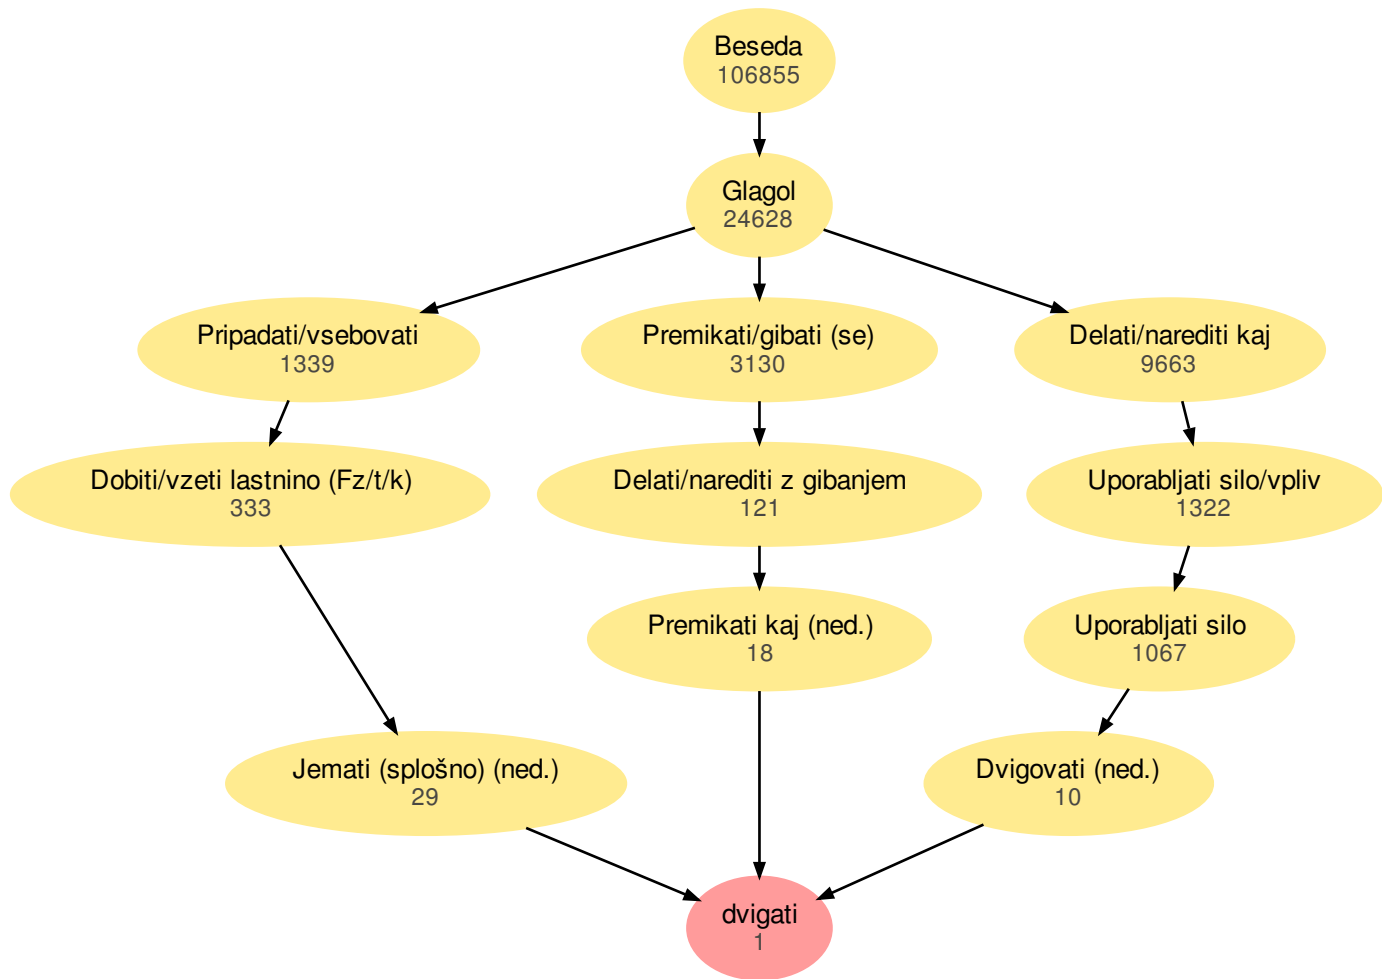 Beseda
106855
Glagol
24628
Pripadati/vsebovati
1339
Premikati/gibati (se)
3130
Delati/narediti kaj
9663
Dobiti/vzeti lastnino (Fz/t/k)
333
Delati/narediti z gibanjem
121
Uporabljati silo/vpliv
1322
Premikati kaj (ned.)
18
Uporabljati silo
1067
Jemati (splošno) (ned.)
29
Dvigovati (ned.)
10
dvigati
1